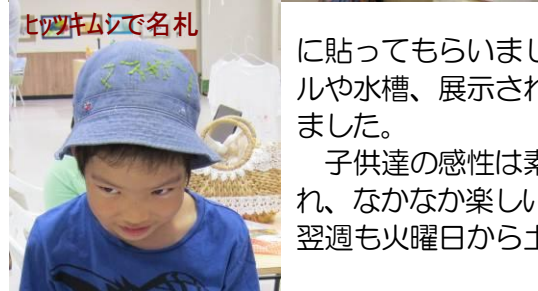 ヒッツキムシで名札
に貼ってもらいまし
ルや水槽、展示され
ました。
子供達の感性は素
れ、なかなか楽しい
翌週も火曜日から土